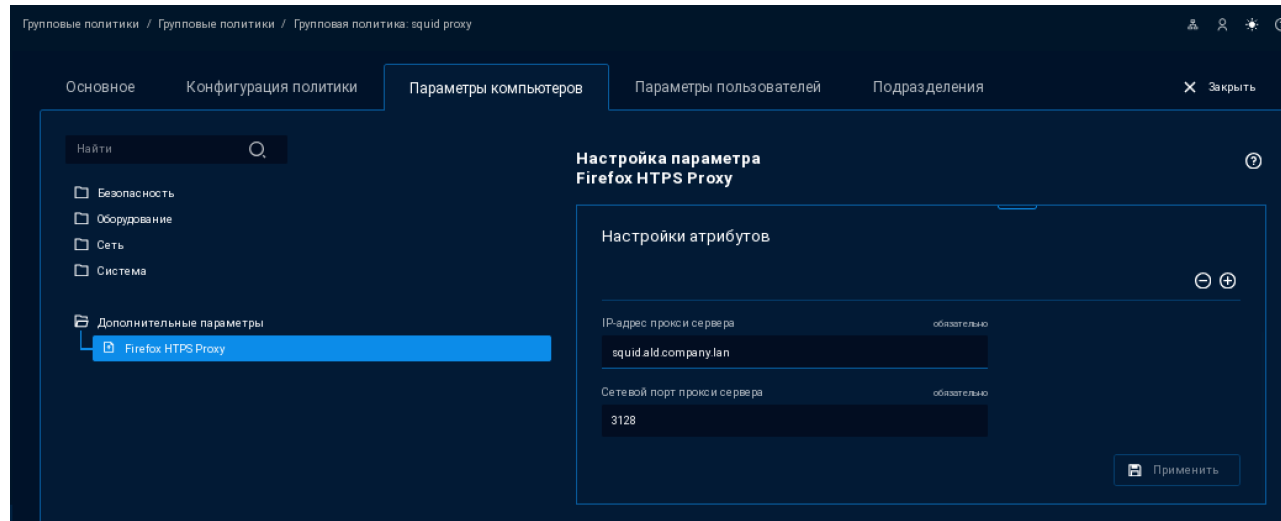 Групповые политики / Групповые политики / Групповая политика: squid proxy
Основное Конфигурация политики Параметры компьютеров Параметры пользователей Подразделения Закрыть
Найти
Безопасность
Оборудование
Сеть
Система
Дополнительные параметры
Firefox HTPS Proxy
Настройка параметра
Firefox HTPS Proxy
Настройки атрибутов
IP-адрес прокси сервера обязательно
squid.ald.company.lan
Сетевой порт прокси сервера обязательно
3128
Применить